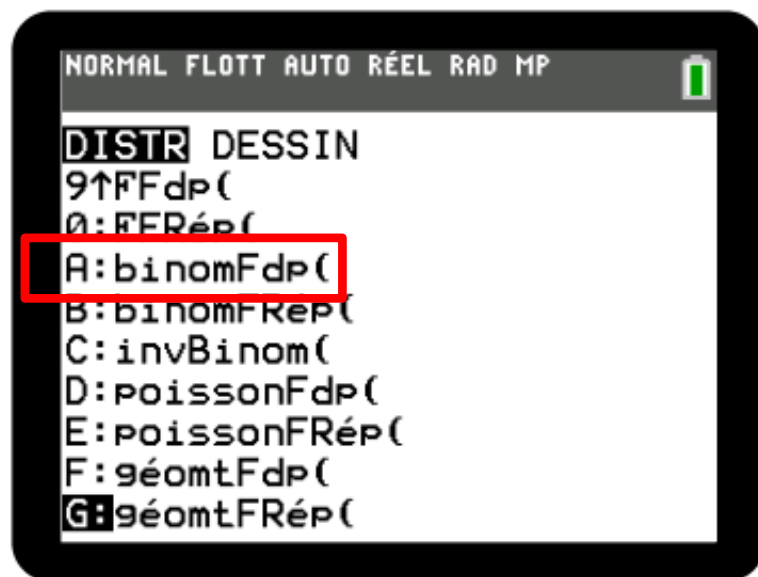 NORMAL FLOTT AUTO RÉEL RAD MP
DISTR DESSIN
9↑FFdp(
0:FFRép(
A:binomFdp(
B:binomFRép(
C:invBinom(
D:poissonFdp(
E:poissonFRép(
F:géomtFdp(
G:géomtFRép(